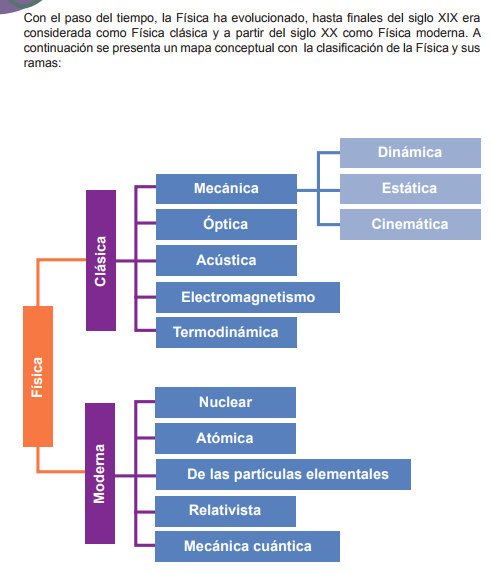 Con el paso del tiempo, la Física ha evolucionado, hasta finales del siglo XIX era
considerada como Física clásica y a partir del siglo XX como Física moderna. A
continuación se presenta un mapa conceptual con la clasificación de la Física y sus
ramas:
Física
Clásica
Mecánica
Dinámica
Estática
Cinemática
Óptica
Acústica
Electromagnetismo
Termodinámica
Moderna
Nuclear
Atómica
De las partículas elementales
Relativista
Mecánica cuántica